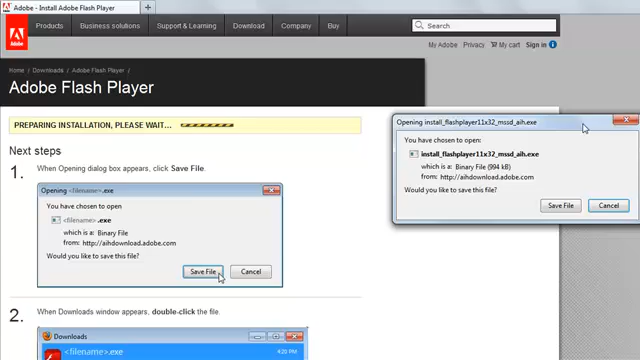 Adobe - Install Adobe Flash Player
+
Adobe
Products
Business solutions
Support & Learning
Download
Company
Buy
Search
My Adobe
Privacy
My cart
Sign in
Home / Downloads / Adobe Flash Player /
Adobe Flash Player
PREPARING INSTALLATION, PLEASE WAIT...
Next steps
1.
When Opening dialog box appears, click Save File.
Opening <filename>.exe
You have chosen to open
<filename> .exe
which is a: Binary File
from: http://aihdownload.adobe.com
Would you like to save this file?
Save File
Cancel
2.
When Downloads window appears, double-click the file.
Downloads
<filename>.exe
4:20 PM
Opening install_flashplayer11x32_mssd_aih.exe
You have chosen to open:
install_flashplayer11x32_mssd_aih.exe
which is a: Binary File (994 kB)
from: http://aihdownload.adobe.com
Would you like to save this file?
Save File
Cancel